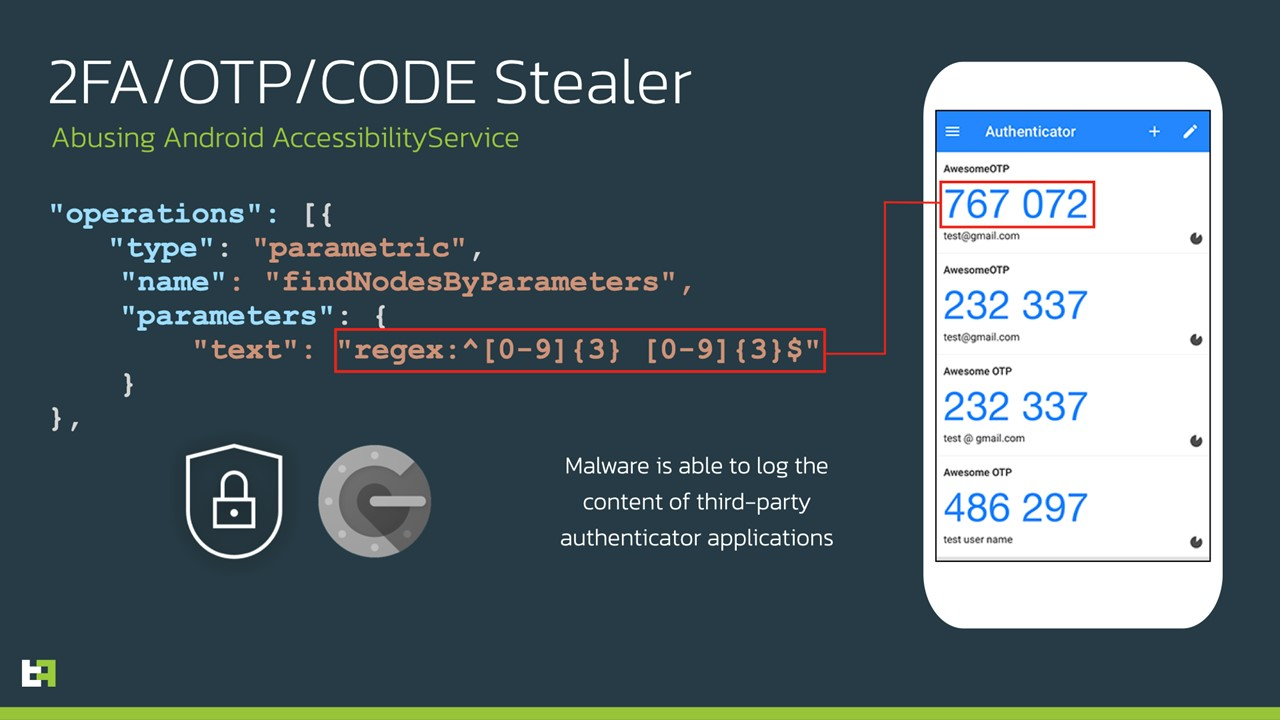 2FA/OTP/CODE Stealer
Abusing Android AccessibilityService
"operations": [{
"type": "parametric",
"name": "findNodesByParameters",
"parameters": {
"text": "regex:^[0-9]{3} [0-9]{3}$"
}
},
Malware is able to log the
content of third-party
authenticator applications
Authenticator
AwesomeOTP
767 072
test@gmail.com
AwesomeOTP
232 337
test@gmail.com
Awesome OTP
232 337
test @ gmail.com
Awesome OTP
486 297
test user name